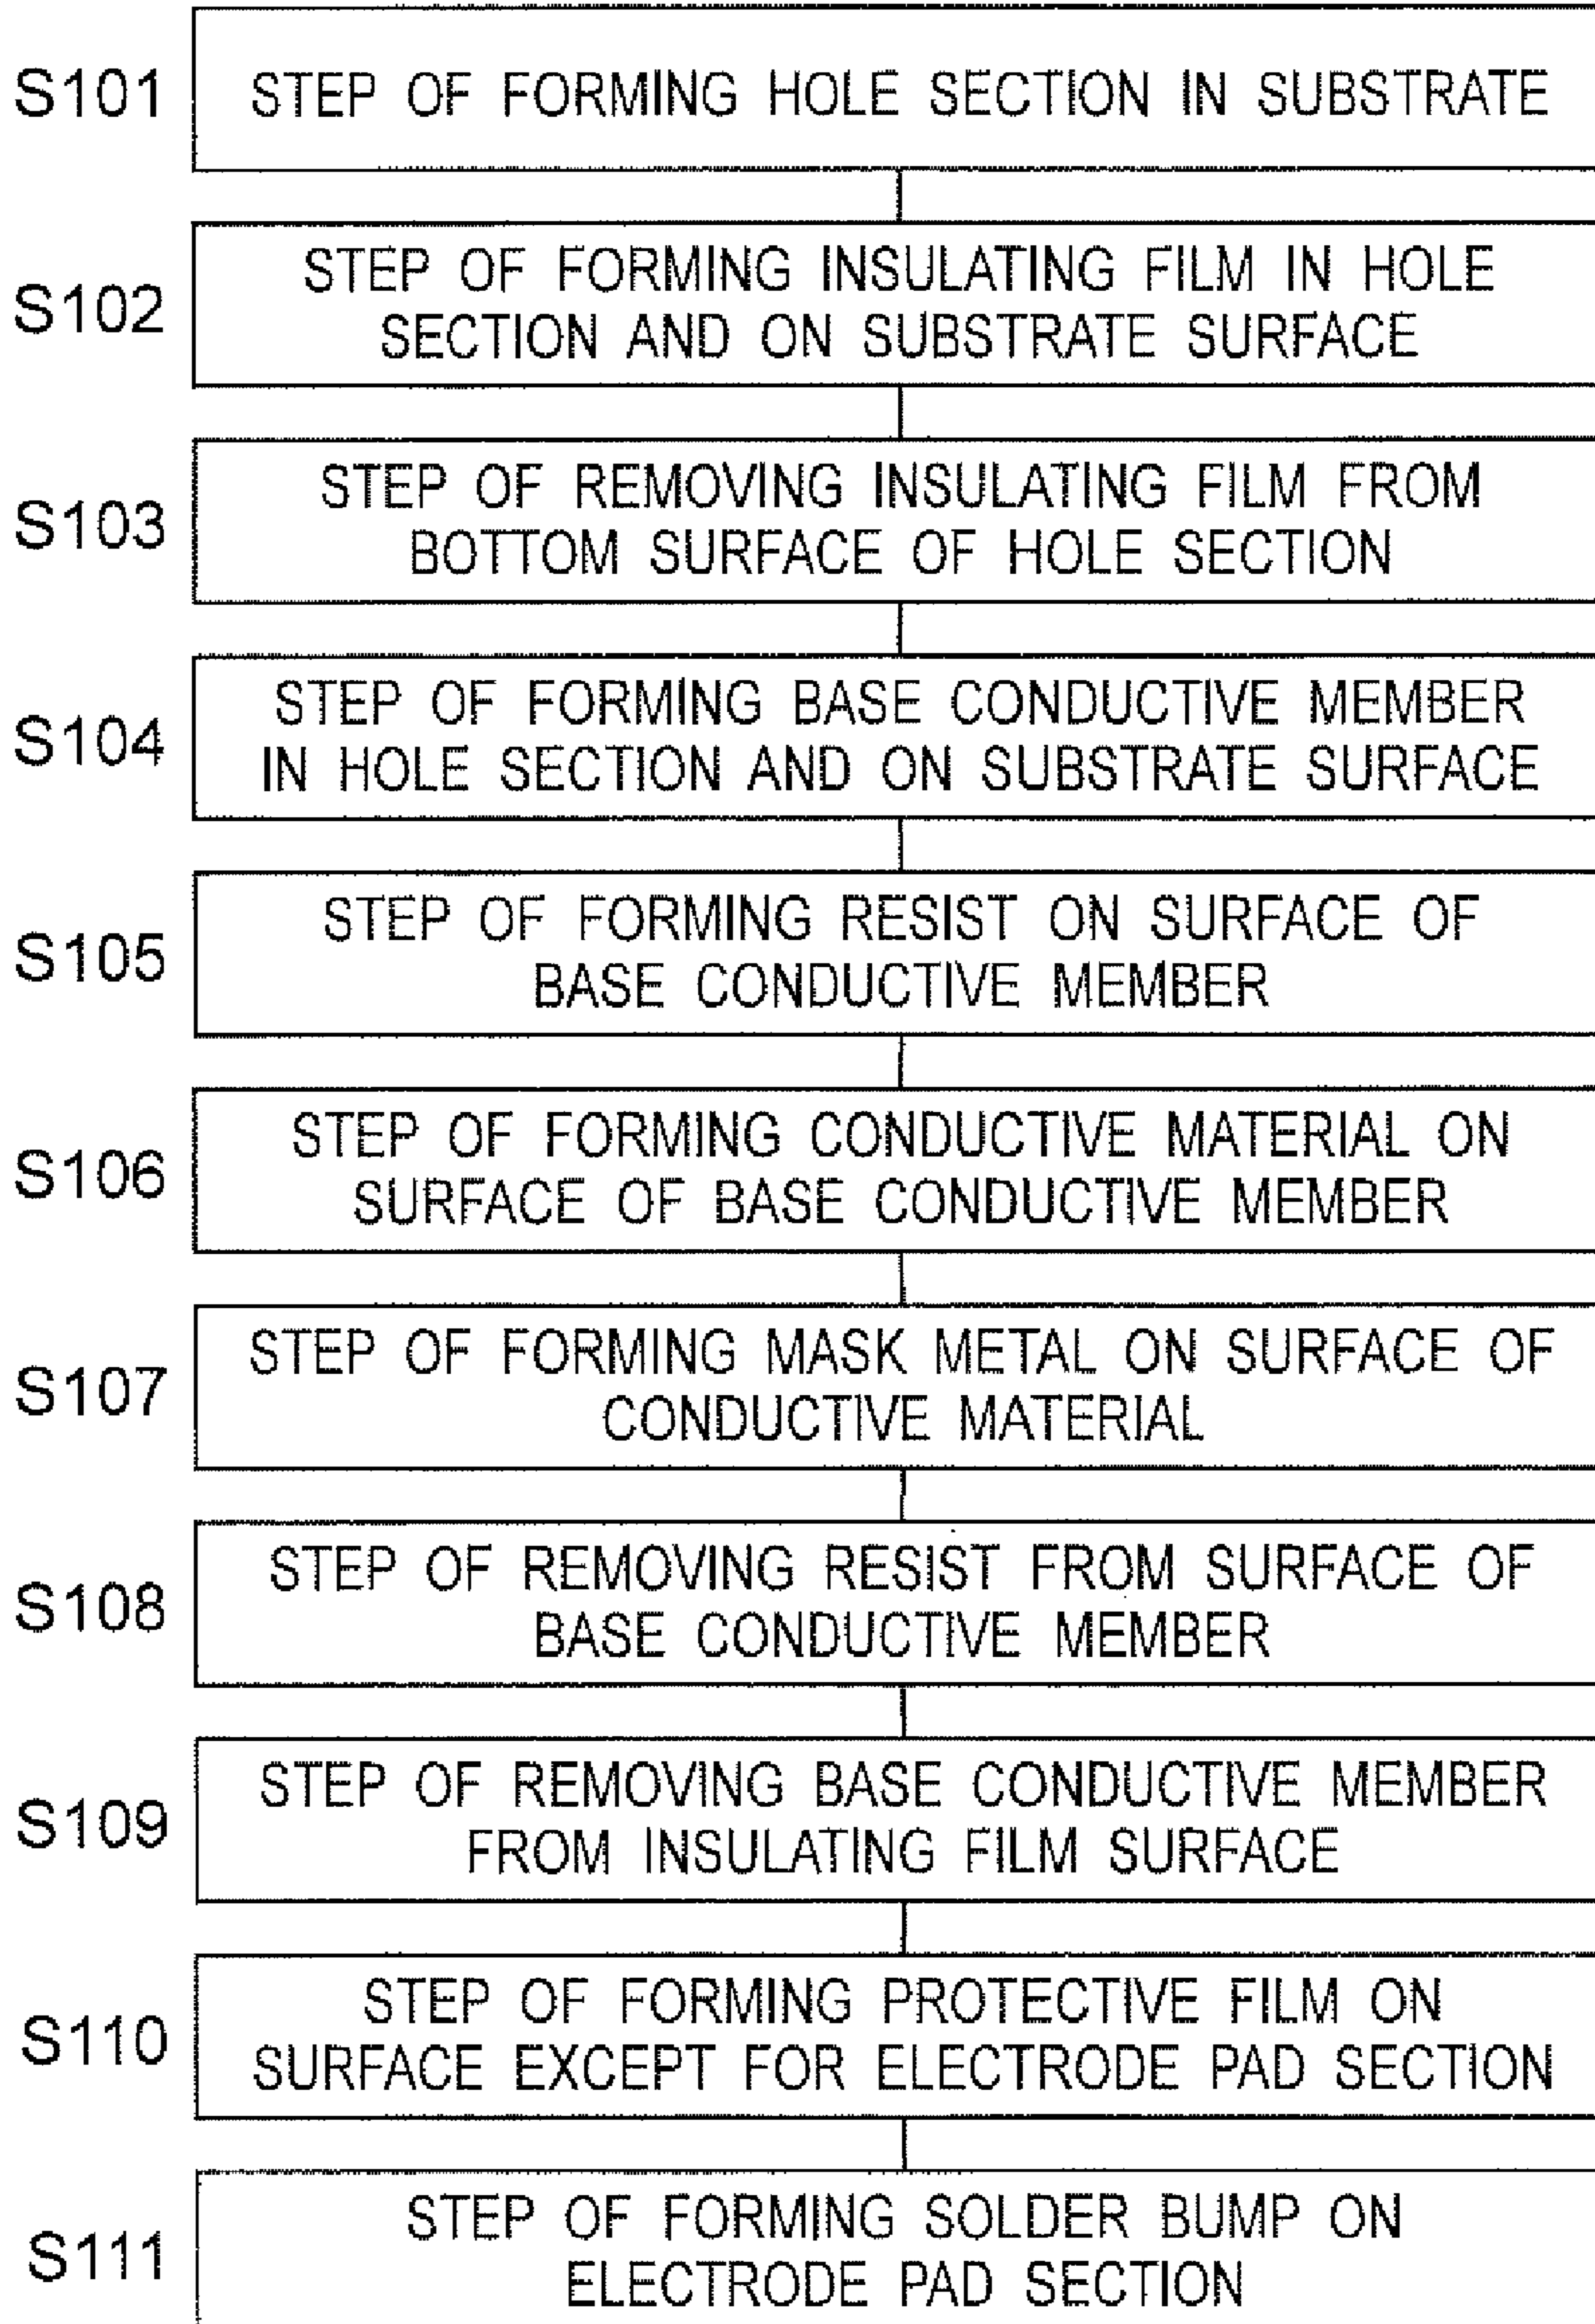 S101
STEP OF FORMING HOLE SECTION IN SUBSTRATE
S102
STEP OF FORMING INSULATING FILM IN HOLE
SECTION AND ON SUBSTRATE SURFACE
S103
STEP OF REMOVING INSULATING FILM FROM
BOTTOM SURFACE OF HOLE SECTION
S104
STEP OF FORMING BASE CONDUCTIVE MEMBER
IN HOLE SECTION AND ON SUBSTRATE SURFACE
S105
STEP OF FORMING RESIST ON SURFACE OF
BASE CONDUCTIVE MEMBER
S106
STEP OF FORMING CONDUCTIVE MATERIAL ON
SURFACE OF BASE CONDUCTIVE MEMBER
S107
STEP OF FORMING MASK METAL ON SURFACE OF
CONDUCTIVE MATERIAL
S108
STEP OF REMOVING RESIST FROM SURFACE OF
BASE CONDUCTIVE MEMBER
S109
STEP OF REMOVING BASE CONDUCTIVE MEMBER
FROM INSULATING FILM SURFACE
S110
STEP OF FORMING PROTECTIVE FILM ON
SURFACE EXCEPT FOR ELECTRODE PAD SECTION
S111
STEP OF FORMING SOLDER BUMP ON
ELECTRODE PAD SECTION